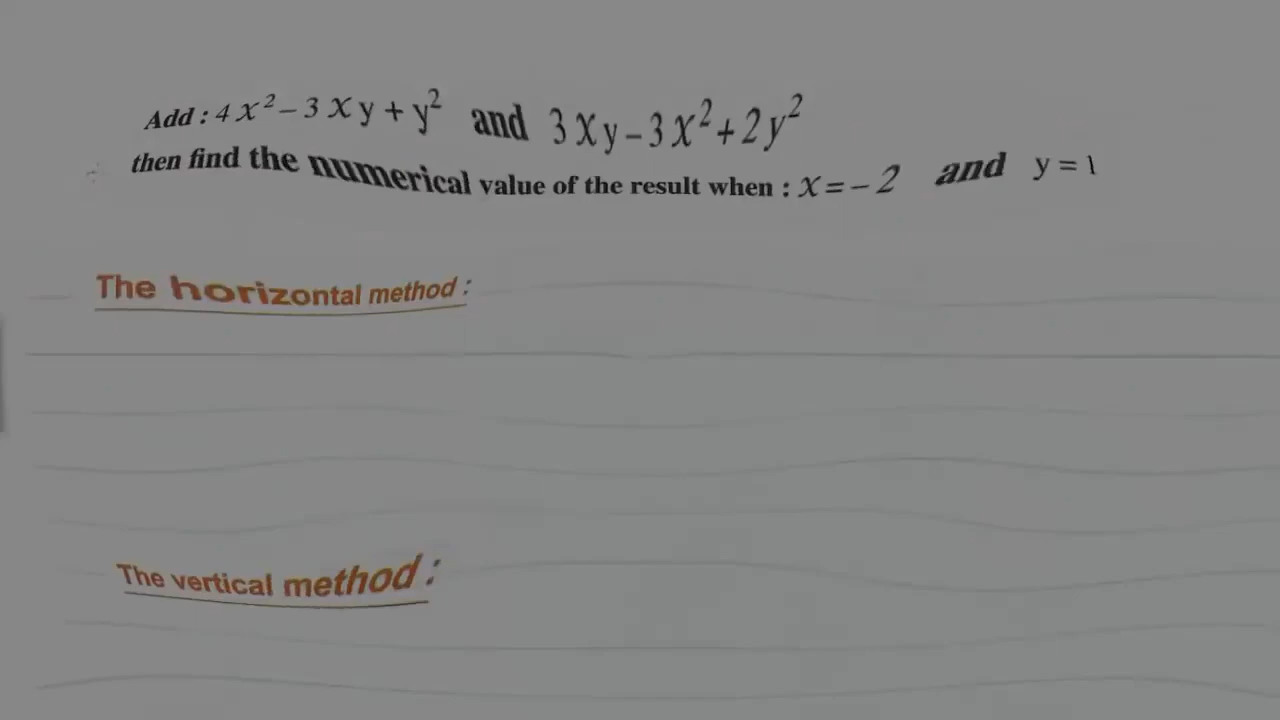 Add : 4x² – 3xy + y² and 3xy – 3x² + 2y²
then find the numerical value of the result when : x = – 2 and y = 1
The horizontal method :
The vertical method :